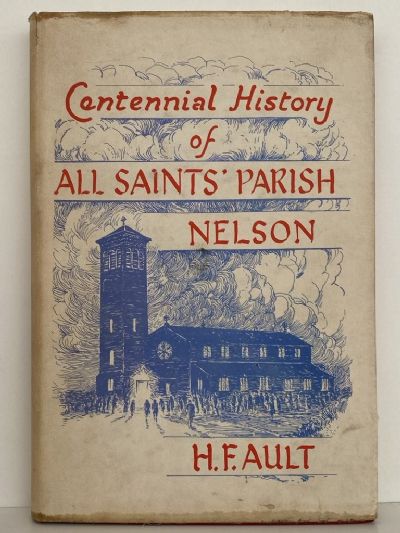 Centennial History
of
ALL SAINTS' PARISH
NELSON
H.F. AULT